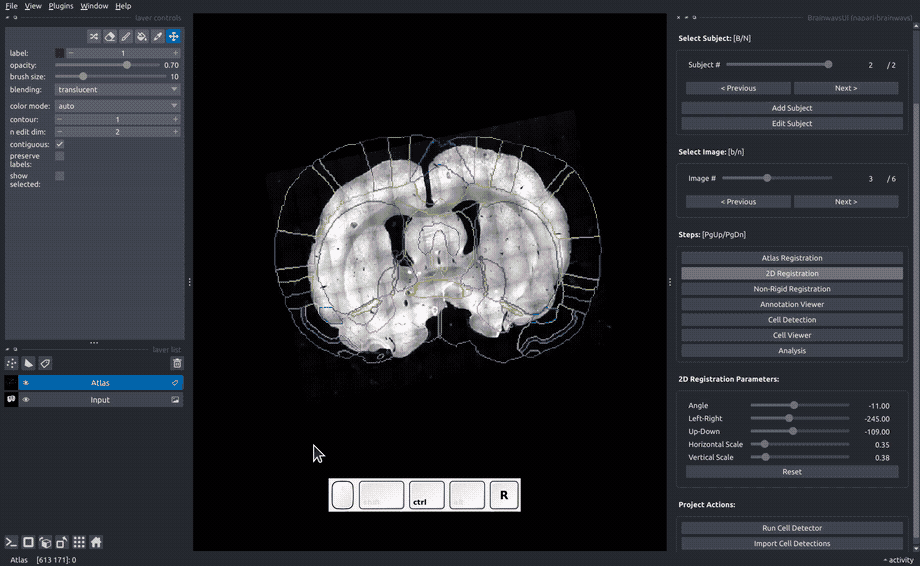 File View Plugins Window Help
layer controls
BrainwaysUI (napari-brainways)
label: 1
opacity: 0.70
brush size: 10
blending: translucent
color mode: auto
contour: 1
n edit dim: 2
contiguous:
preserve
labels:
show
selected:
layer list
Atlas
Input
Atlas [613 171]: 0
shift ctrl alt R
Select Subject: [B/N]
Subject # 2 / 2
< Previous Next >
Add Subject
Edit Subject
Select Image: [b/n]
Image # 3 / 6
< Previous Next >
Steps: [PgUp/PgDn]
Atlas Registration
2D Registration
Non-Rigid Registration
Annotation Viewer
Cell Detection
Cell Viewer
Analysis
2D Registration Parameters:
Angle -11.00
Left-Right -245.00
Up-Down -109.00
Horizontal Scale 0.35
Vertical Scale 0.38
Reset
Project Actions:
Run Cell Detector
Import Cell Detections
activity